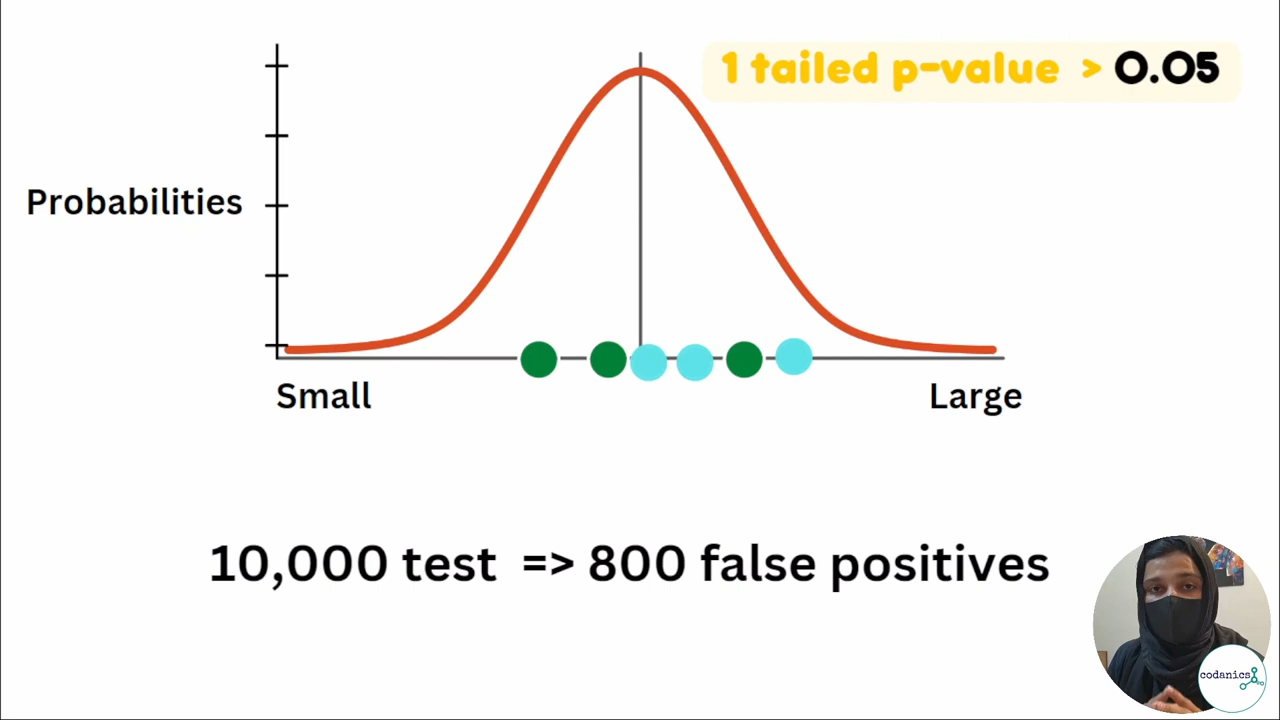 1 tailed p-value > 0.05
Probabilities
Small
Large
10,000 test => 800 false positives
codanics